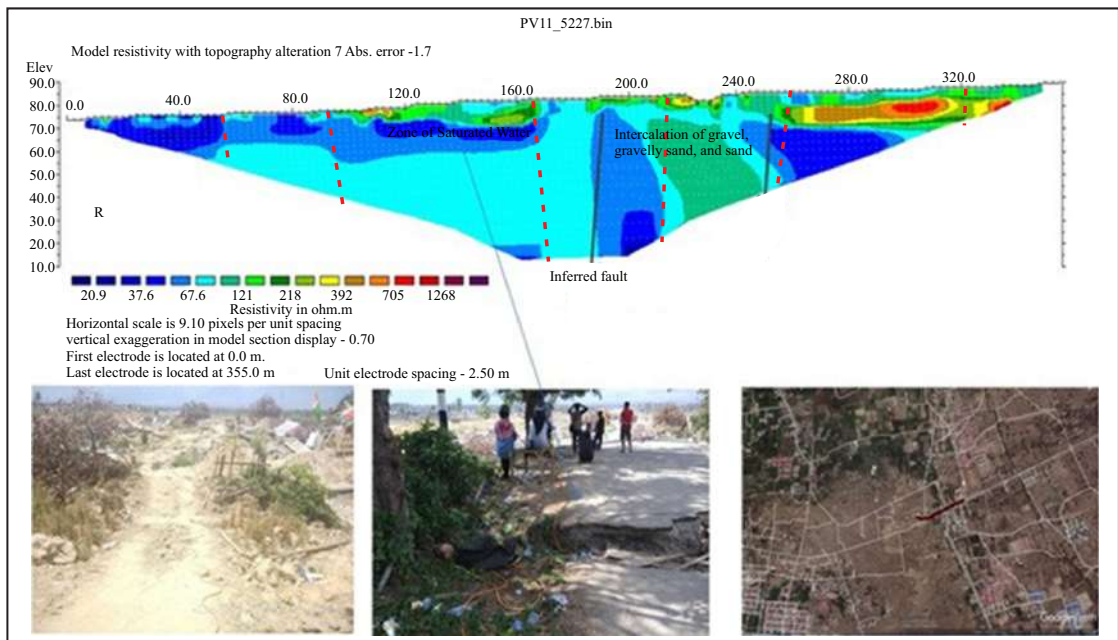 PV11_5227.bin
Model resistivity with topography alteration 7 Abs. error -1.7
Elev
90.0
80.0
70.0
60.0
50.0
40.0
30.0
20.0
10.0
0.0
40.0
80.0
120.0
160.0
200.0
240.0
280.0
320.0
Zone of Saturated Water
Intercalation of gravel,
gravelly sand, and sand
R
Inferred fault
20.9 37.6 67.6 121 218 392 705 1268
Resistivity in ohm.m
Horizontal scale is 9.10 pixels per unit spacing
vertical exaggeration in model section display - 0.70
First electrode is located at 0.0 m.
Last electrode is located at 355.0 m
Unit electrode spacing - 2.50 m